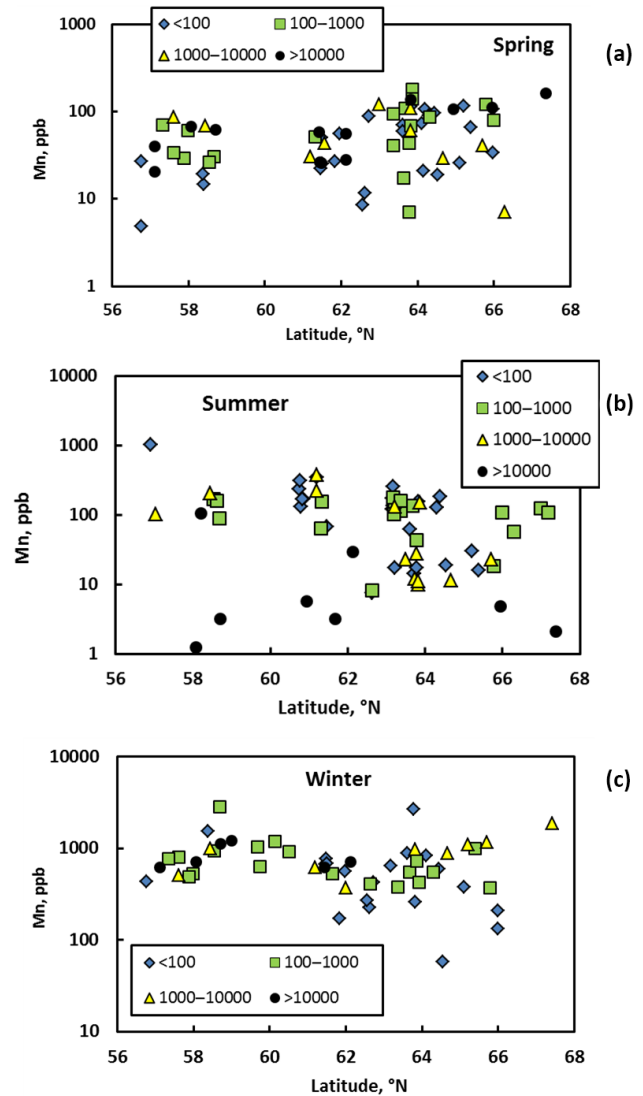 <100 100–1000
1000–10000 >10000
Spring
(a)
1000
100
10
1
Mn, ppb
56 58 60 62 64 66 68
Latitude, °N
Summer
(b)
<100
100–1000
1000–10000
>10000
10000
1000
100
10
1
Mn, ppb
56 58 60 62 64 66 68
Latitude, °N
Winter
(c)
10000
1000
100
10
Mn, ppb
<100 100–1000
1000–10000 >10000
56 58 60 62 64 66 68
Latitude, °N